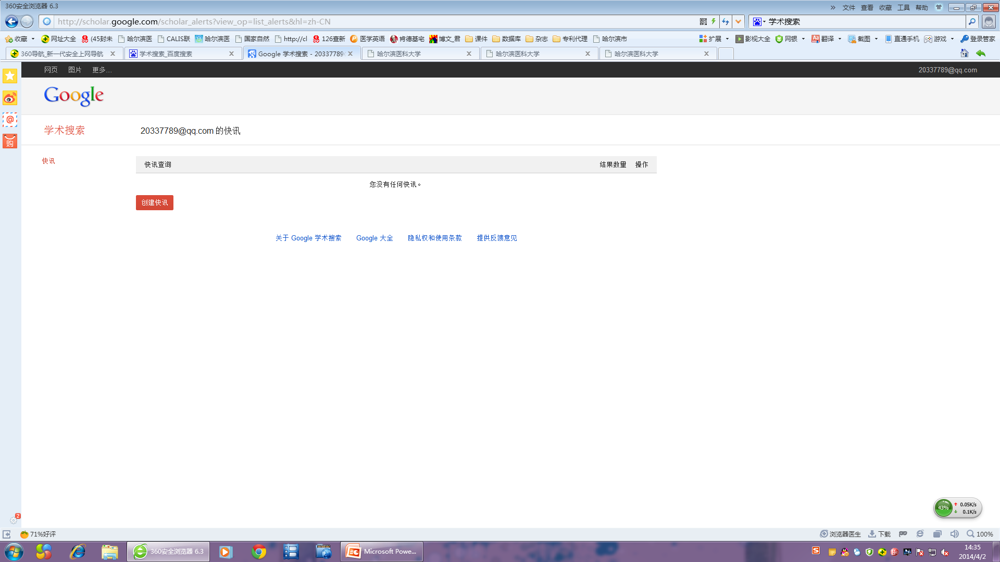 360安全浏览器 6.3
» 文件 查看 收藏 工具 帮助
http://scholar.google.com/scholar_alerts?view_op=list_alerts&hl=zh-CN
学术搜索
收藏 网址大全 (45封未 哈尔滨医 CALIS联 哈尔滨医 国家自然 http://cl 126查新 医学英语 肯德基宅 博文_君 课件 数据库 杂志 专利代理 哈尔滨市
扩展 影视大全 网银 翻译 截图 直通手机 游戏 登录管家
360导航_新一代安全上网导航
学术搜索_百度搜索
Google 学术搜索 - 20337789
哈尔滨医科大学
哈尔滨医科大学
哈尔滨医科大学
网页 图片 更多...
20337789@qq.com
Google
购
学术搜索
20337789@qq.com 的快讯
快讯
快讯查询 结果数量 操作
您没有任何快讯。
创建快讯
关于 Google 学术搜索 Google 大全 隐私权和使用条款 提供反馈意见
43%
0.05K/s
0.1K/s
2
71%好评
浏览器医生 下载 100%
360安全浏览器 6.3
Microsoft Powe...
14:35
2014/4/2